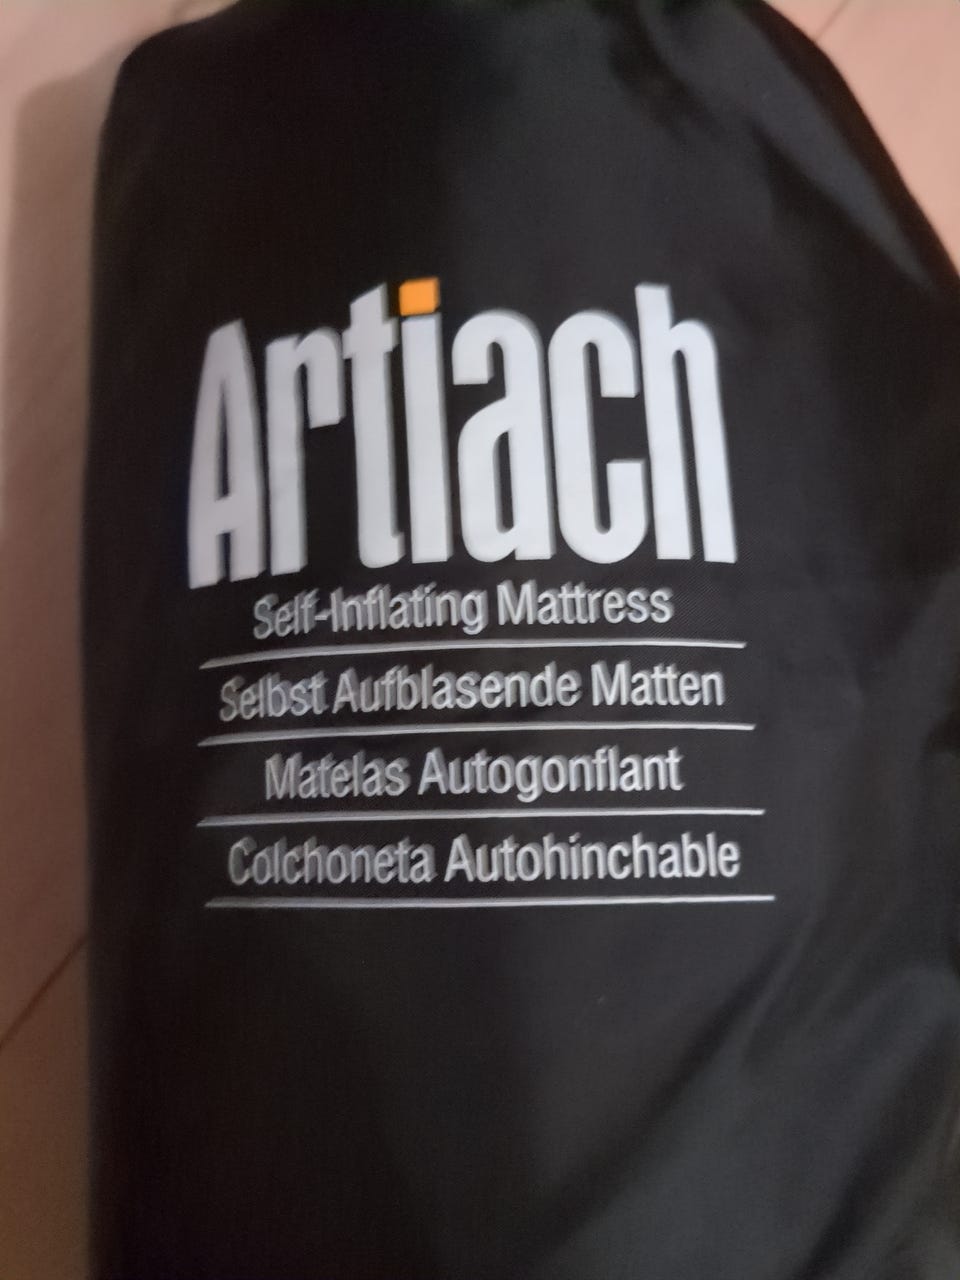 Artiach
Self-Inflating Mattress
Selbst Aufblasende Matten
Matelas Autogonflant
Colchoneta Autohinchable